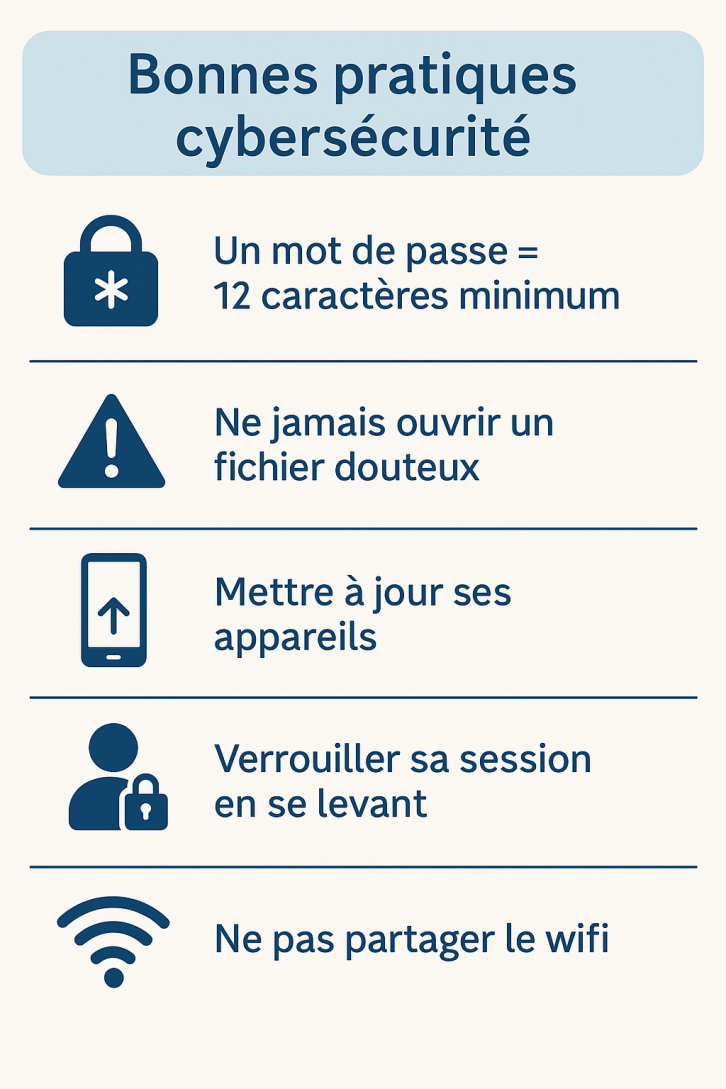 Bonnes pratiques
cybersécurité
Un mot de passe =
12 caractères minimum
Ne jamais ouvrir un
fichier douteux
Mettre à jour ses
appareils
Verrouiller sa session
en se levant
Ne pas partager le wifi